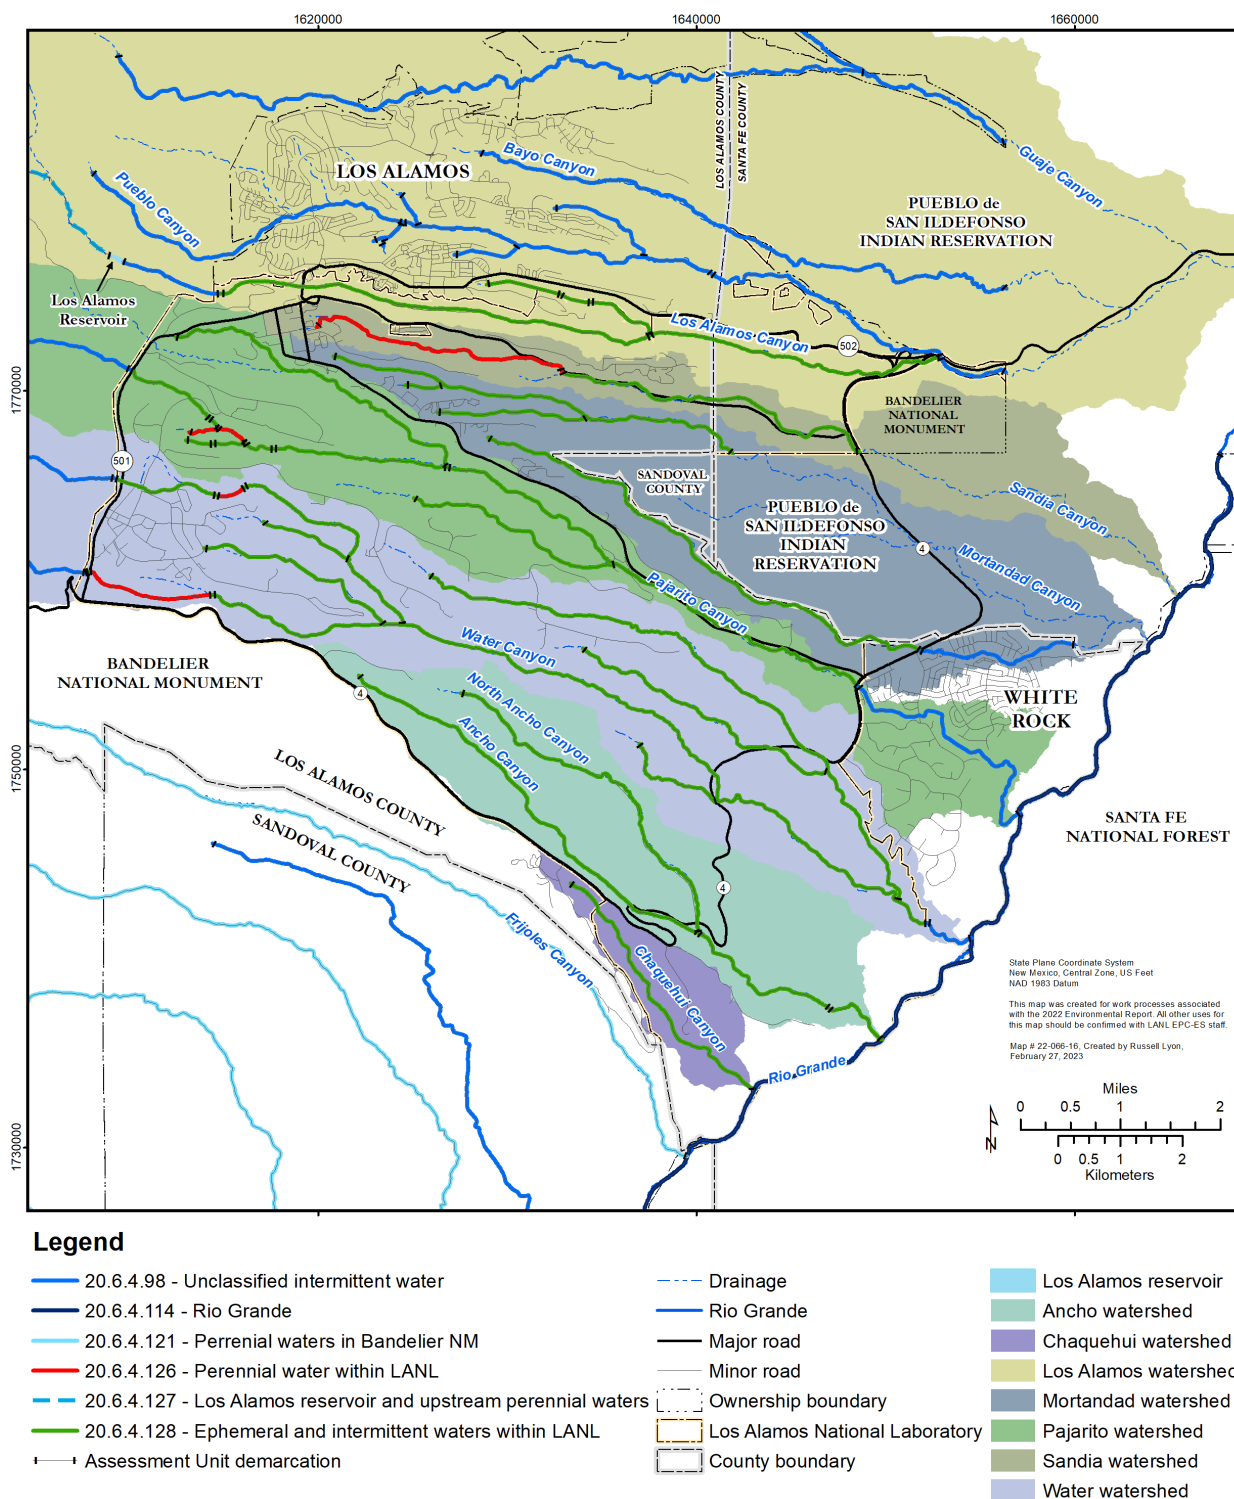 1620000
1640000
1660000
1770000
1750000
1730000
LOS ALAMOS COUNTY
SANTA FE COUNTY
Guaje Canyon
Bayo Canyon
LOS ALAMOS
Pueblo Canyon
PUEBLO de
SAN ILDEFONSO
INDIAN RESERVATION
Los Alamos
Reservoir
Los Alamos Canyon
502
BANDELIER
NATIONAL
MONUMENT
501
SANDOVAL
COUNTY
Sandia Canyon
PUEBLO de
SAN ILDEFONSO
INDIAN
RESERVATION
4
Mortandad Canyon
Pajarito Canyon
Water Canyon
BANDELIER
NATIONAL MONUMENT
4
North Ancho Canyon
Ancho Canyon
WHITE
ROCK
LOS ALAMOS COUNTY
SANDOVAL COUNTY
SANTA FE
NATIONAL FOREST
4
Frijoles Canyon
Chaquehui Canyon
Rio Grande
State Plane Coordinate System
New Mexico, Central Zone, US Feet
NAD 1983 Datum
This map was created for work processes associated
with the 2022 Environmental Report. All other uses for
this map should be confirmed with LANL EPC-ES staff.
Map # 22-066-16, Created by Russell Lyon,
February 27, 2023
Miles
0 0.5 1 2
0 0.5 1 2
Kilometers
N
Legend
20.6.4.98 - Unclassified intermittent water
20.6.4.114 - Rio Grande
20.6.4.121 - Perrenial waters in Bandelier NM
20.6.4.126 - Perennial water within LANL
20.6.4.127 - Los Alamos reservoir and upstream perennial waters
20.6.4.128 - Ephemeral and intermittent waters within LANL
Assessment Unit demarcation
Drainage
Rio Grande
Major road
Minor road
Ownership boundary
Los Alamos National Laboratory
County boundary
Los Alamos reservoir
Ancho watershed
Chaquehui watershed
Los Alamos watershed
Mortandad watershed
Pajarito watershed
Sandia watershed
Water watershed